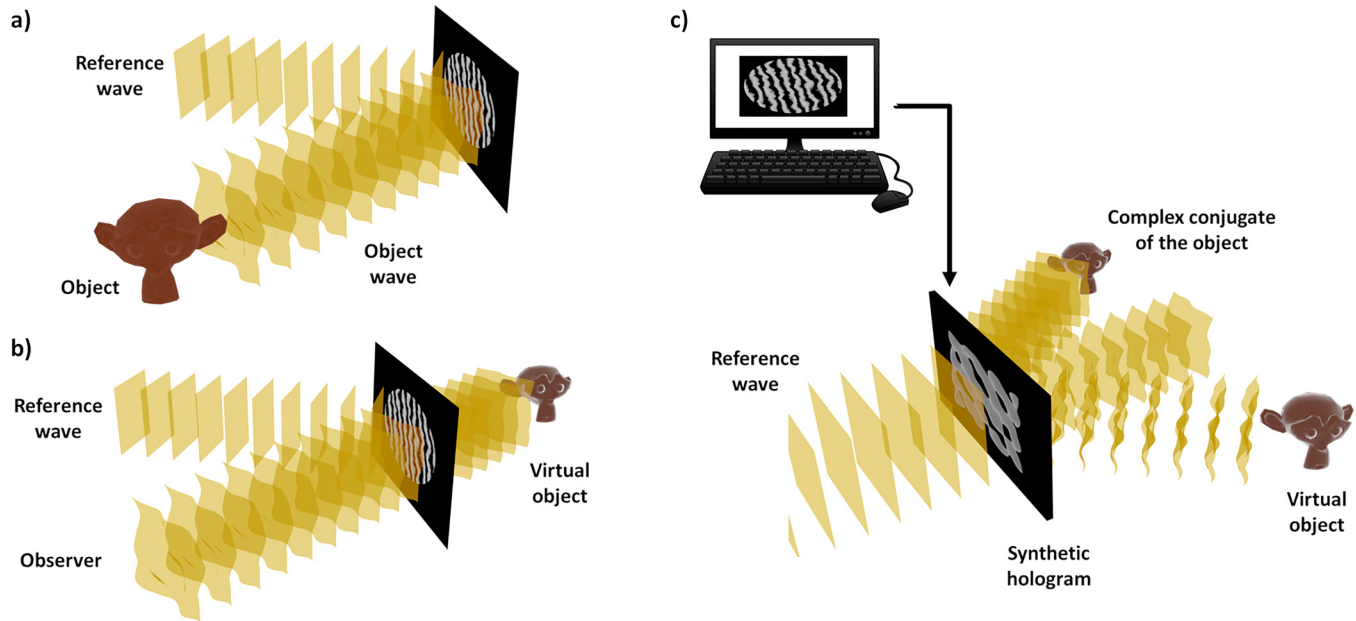 a)
Reference
wave
Object
wave
Object
b)
Reference
wave
Virtual
object
Observer
c)
Complex conjugate
of the object
Reference
wave
Virtual
object
Synthetic
hologram